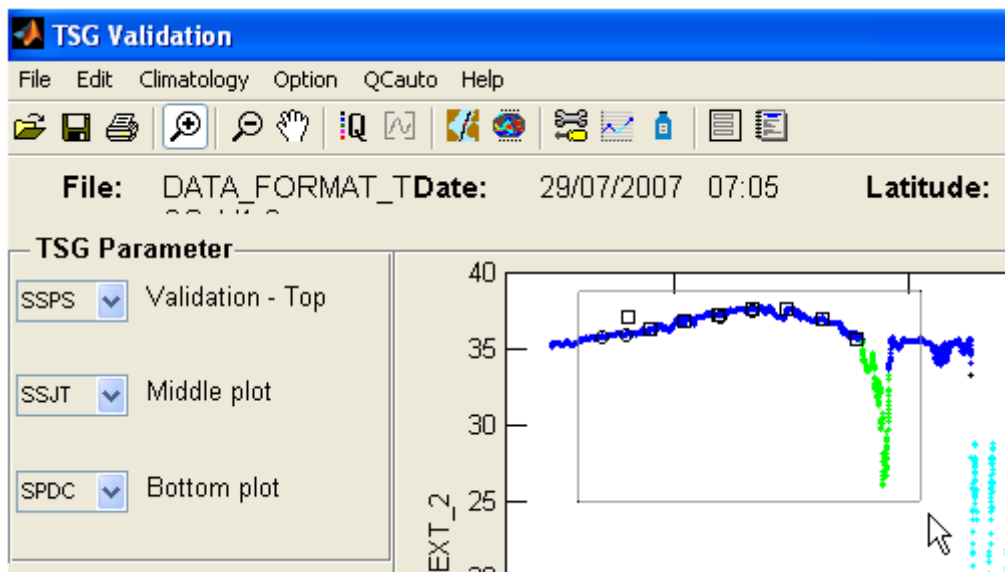 TSG Validation
File Edit Climatology Option QCauto Help
File: DATA_FORMAT_T Date: 29/07/2007 07:05 Latitude:
TSG Parameter
SSPS Validation - Top
SSJT Middle plot
SPDC Bottom plot
40
35
30
25
EXT_2